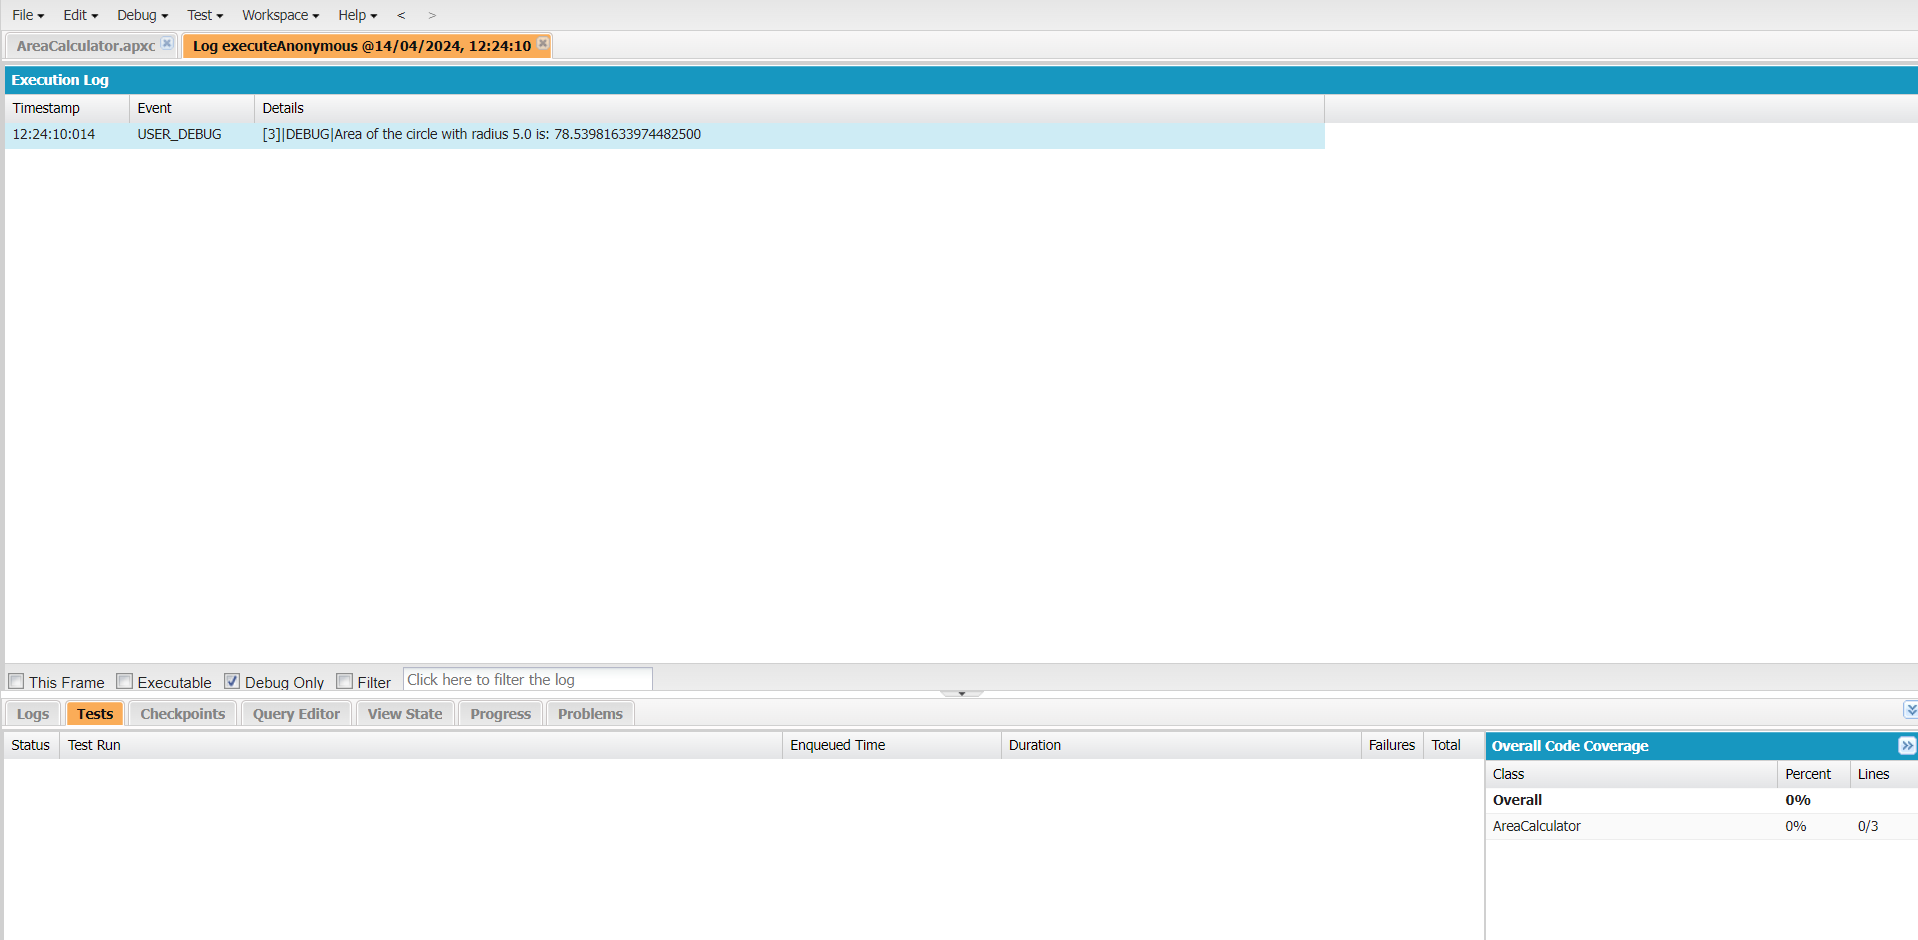 File Edit Debug Test Workspace Help < >
AreaCalculator.apxc Log executeAnonymous @14/04/2024, 12:24:10
Execution Log
Timestamp Event Details
12:24:10:014 USER_DEBUG [3]|DEBUG|Area of the circle with radius 5.0 is: 78.53981633974482500
This Frame Executable Debug Only Filter Click here to filter the log
Logs Tests Checkpoints Query Editor View State Progress Problems
Status Test Run Enqueued Time Duration Failures Total
Overall Code Coverage
Class Percent Lines
Overall 0%
AreaCalculator 0% 0/3